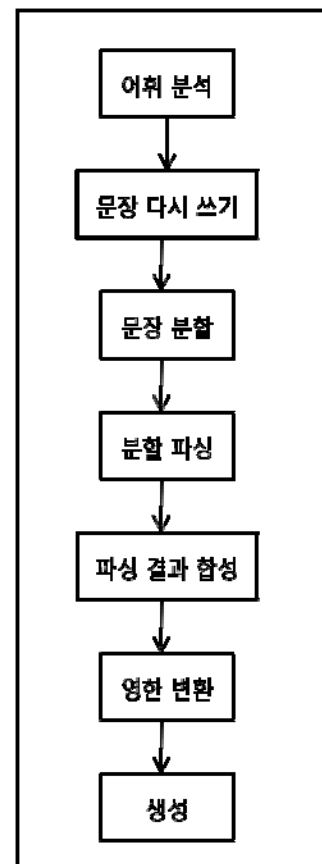 어휘 분석
문장 다시 쓰기
문장 분할
분할 파싱
파싱 결과 합성
영한 변환
생성